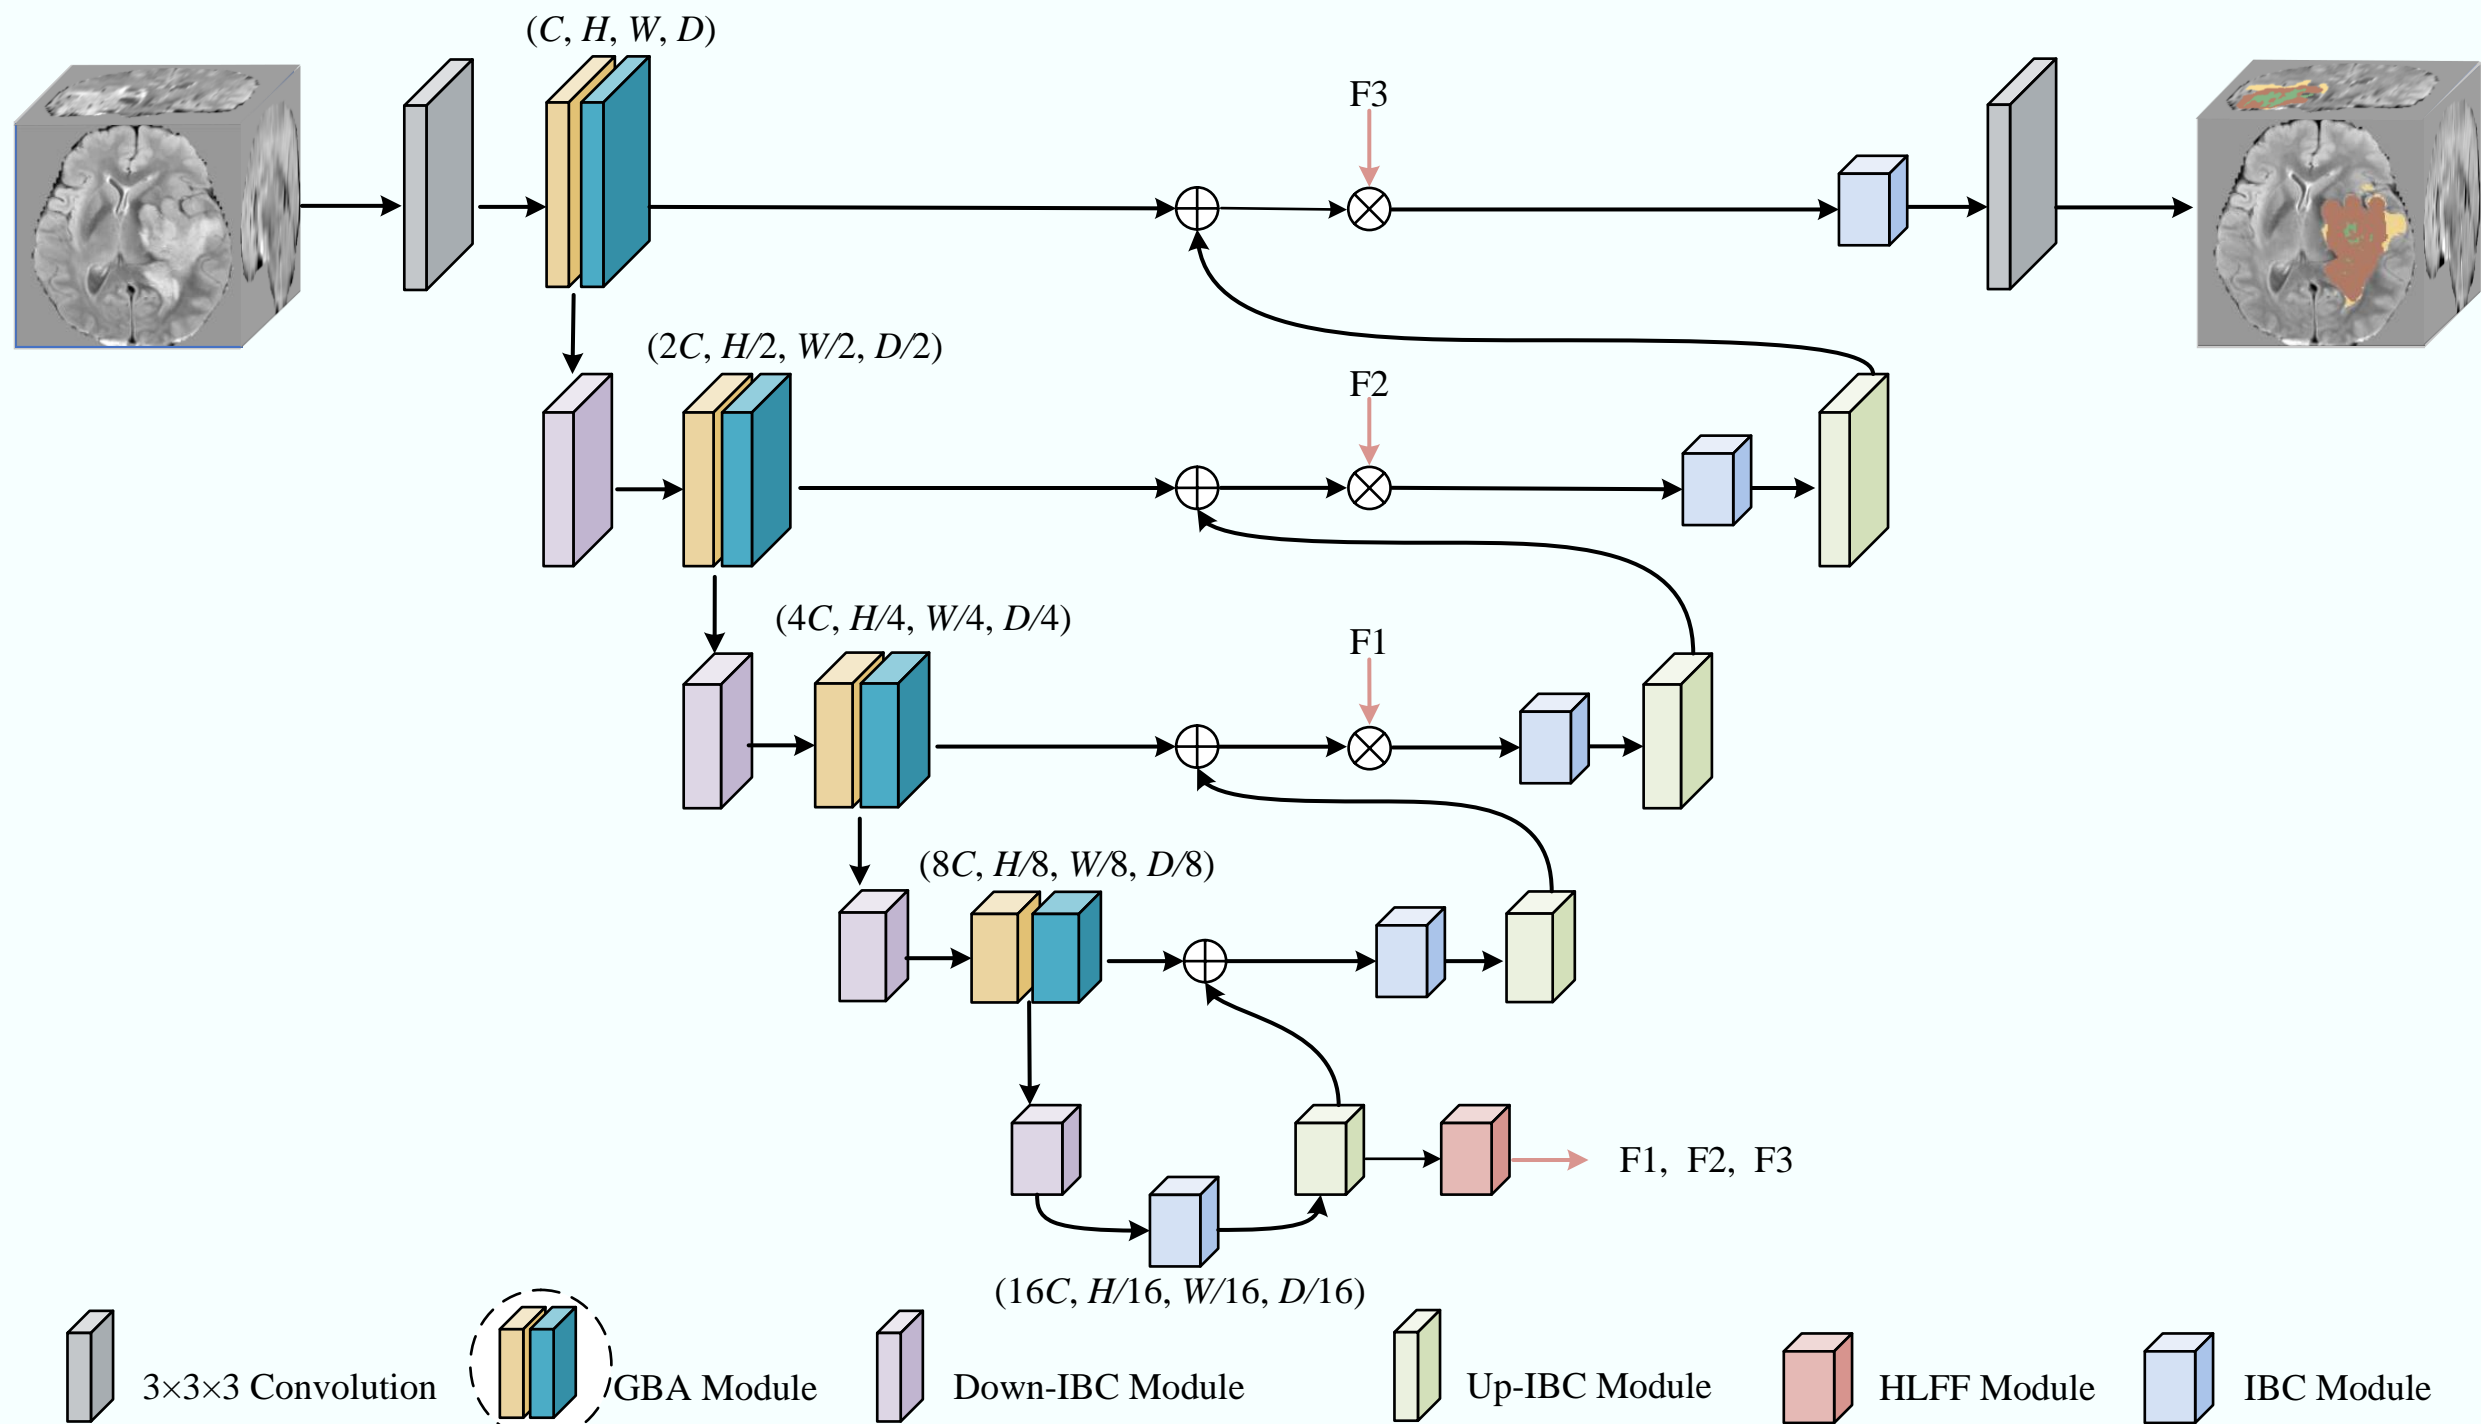 (C, H, W, D)
F3
(2C, H/2, W/2, D/2)
F2
(4C, H/4, W/4, D/4)
F1
(8C, H/8, W/8, D/8)
F1, F2, F3
(16C, H/16, W/16, D/16)
3×3×3 Convolution
GBA Module
Down-IBC Module
Up-IBC Module
HLFF Module
IBC Module